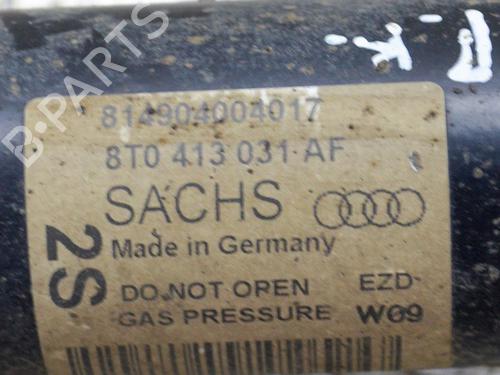 B-PARTS
814904004017
8T0 413 031 AF
SACHS
2S
Made in Germany
DO NOT OPEN
GAS PRESSURE
EZD-
W09